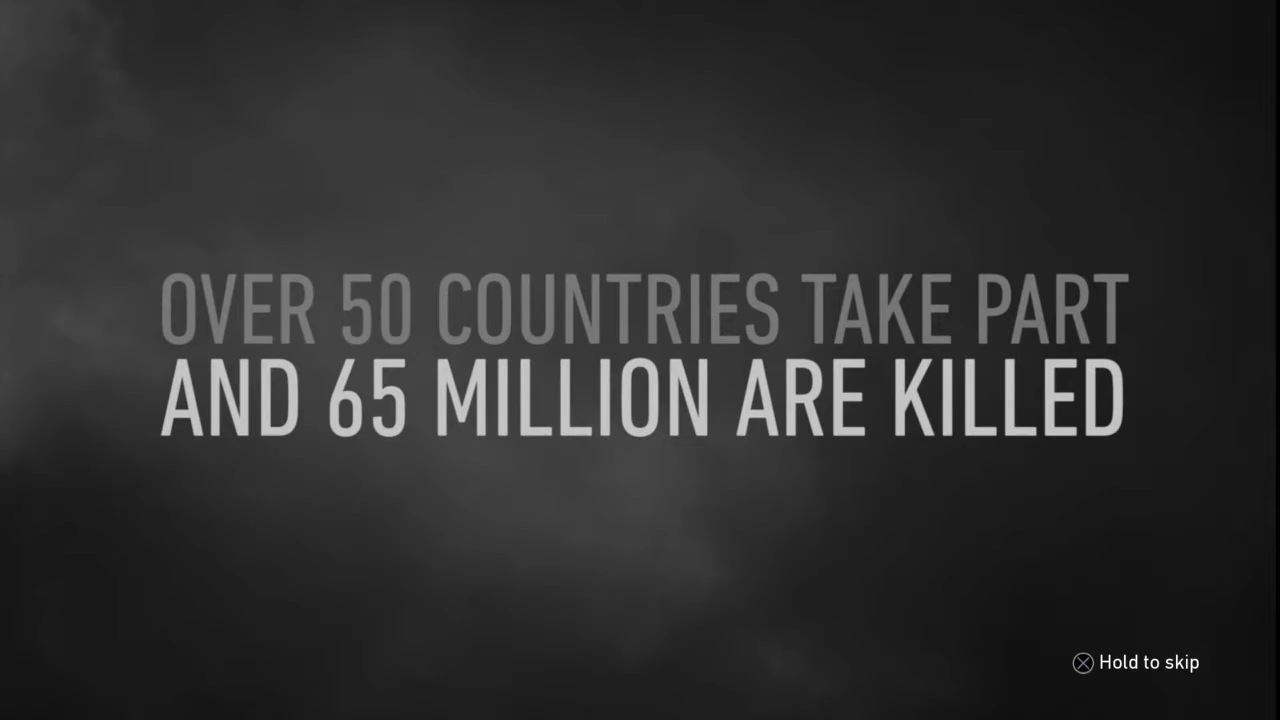 OVER 50 COUNTRIES TAKE PART
AND 65 MILLION ARE KILLED
Hold to skip